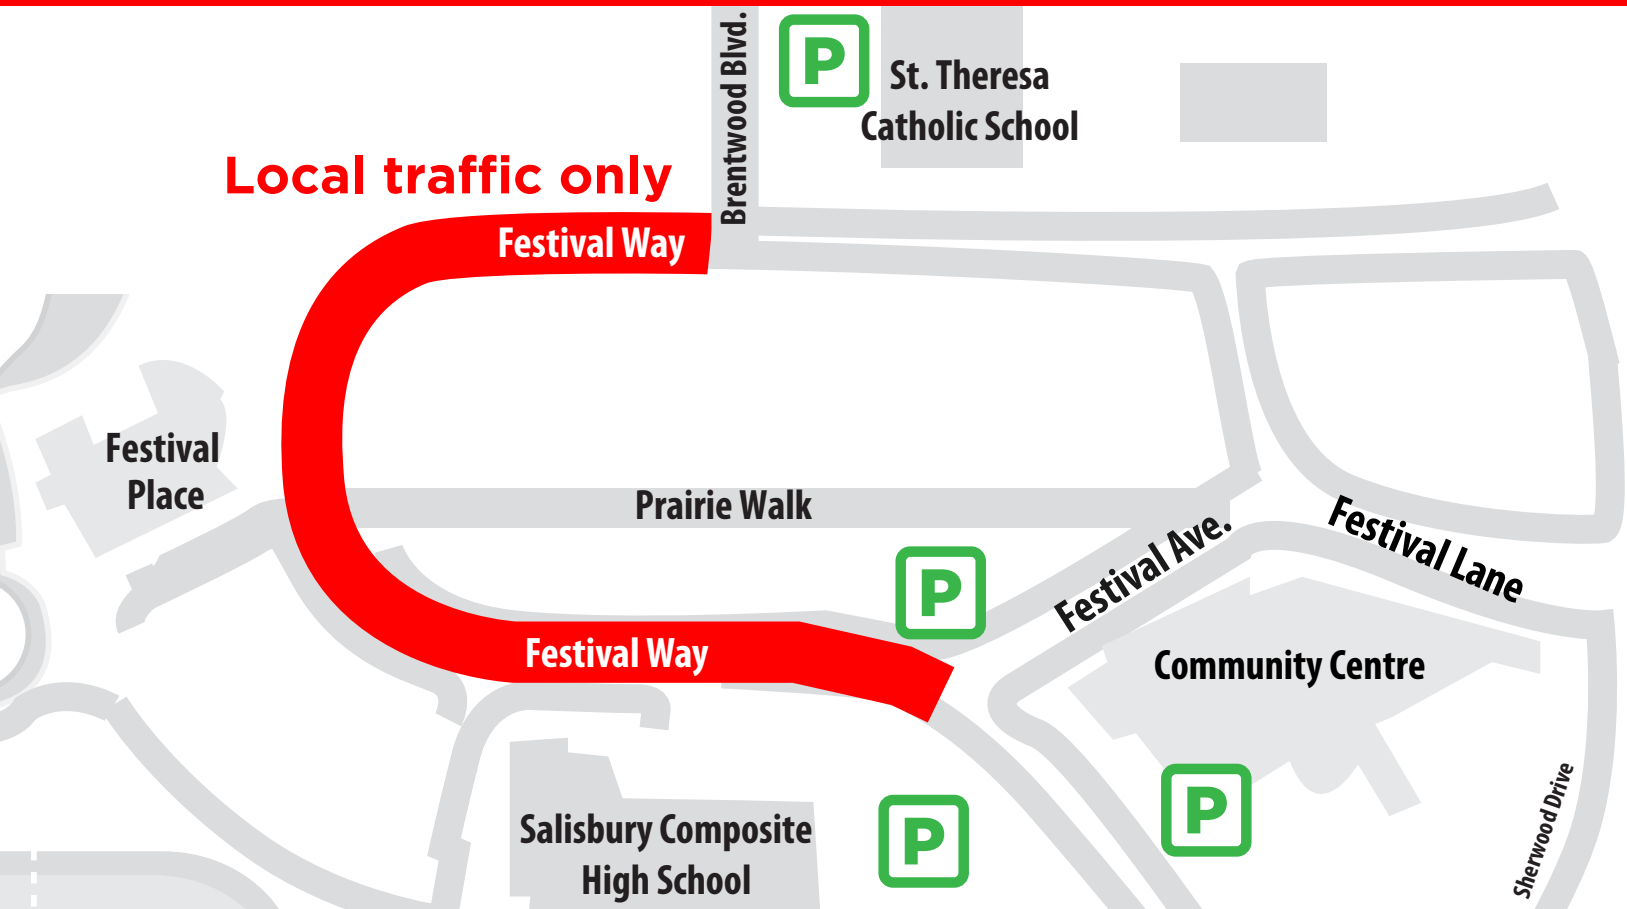 Brentwood Blvd.
P
St. Theresa
Catholic School
Local traffic only
Festival Way
Festival
Place
Prairie Walk
Festival Ave.
Festival Lane
P
Festival Way
Community Centre
P
P
Salisbury Composite
High School
Sherwood Drive